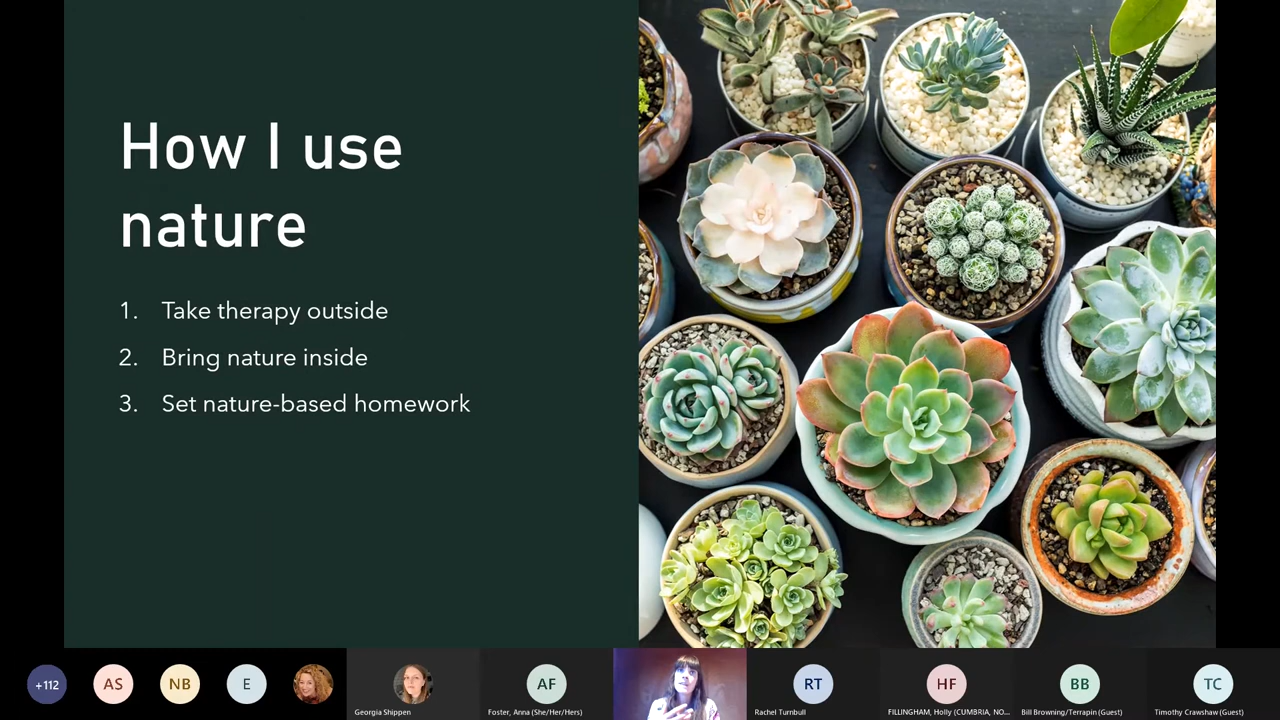 How I use
nature
1. Take therapy outside
2. Bring nature inside
3. Set nature-based homework
+112
AS
NB
E
Georgia Shippen
AF
Foster, Anna (She/Her/Hers)
RT
Rachel Turnbull
HF
FILLINGHAM, Holly (CUMBRIA, NO...
BB
Bill Browning/Terrapin (Guest)
TC
Timothy Crawshaw (Guest)